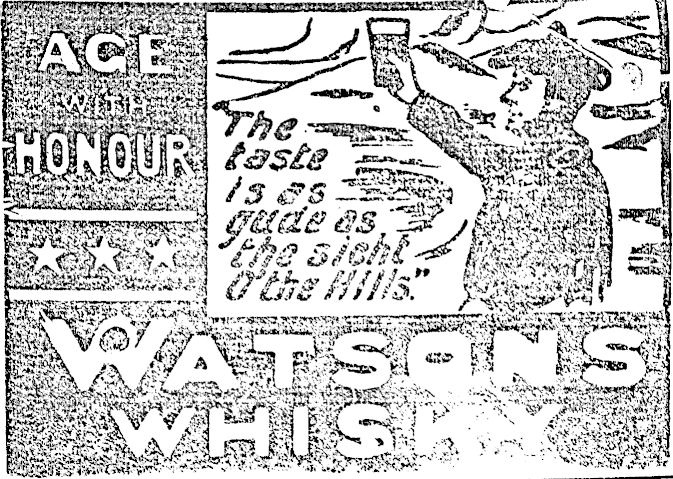 AGE
WITH
HONOUR
"The
taste
is as
gude as
the sicht
O' the Hills."
WATSONS
WHISKY